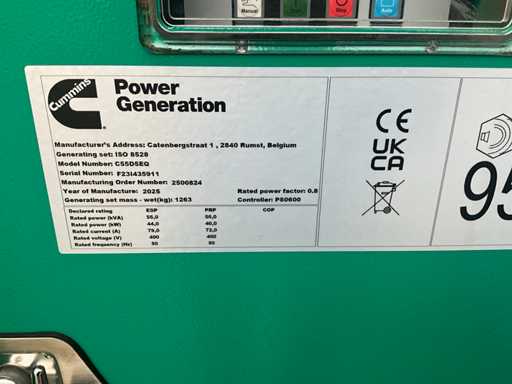 Manual
Stop
Auto
Cummins
Power
Generation
Manufacturer's Address: Catenbergstraat 1 , 2840 Rumst, Belgium
Generating set: ISO 8528
Model Number: C55D5EQ
Serial Number: F23I435911
Manufacturing Order Number: 2500824
Year of Manufacture: 2025 Rated power factor: 0.8
Generating set mass - wet(kg): 1263 Controller: PS0600
Declared rating ESP PRP COP
Rated power (kVA) 55,0 50,0
Rated power (kW) 44,0 40,0
Rated current (A) 79,0 72,0
Rated voltage (V) 400 400
Rated frequency (Hz) 50 50
CE
UK
CA
95